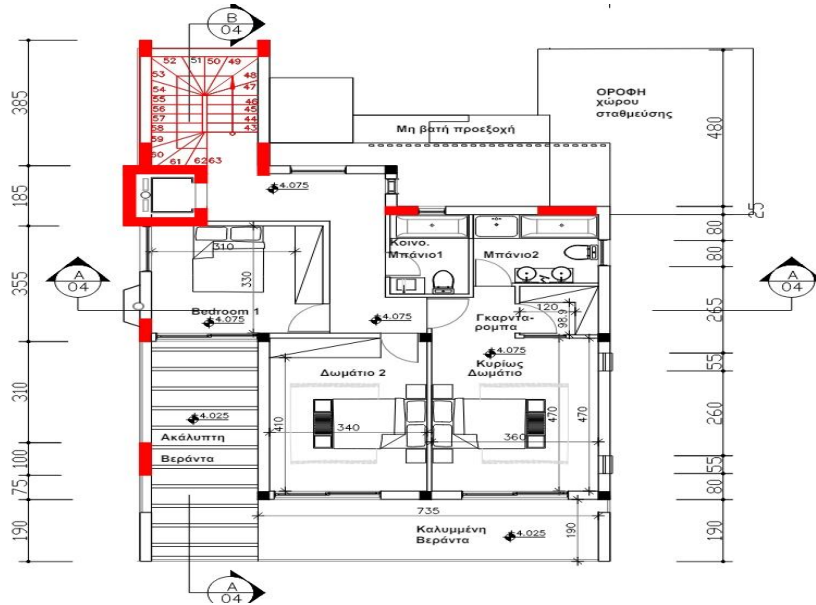 B
04
52 51 50 49
53 48
54 47
55 46
56 45
57 44
58 43
59
60
61 62 63
ΟΡΟΦΗ
χώρου
σταθμεύσης
Μη βατή προεξοχή
385
480
185
+4.075
25
Κοινο.
Μπάνιο1
Μπάνιο2
80
80
310
330
355
A
04
A
04
Bedroom 1
+4.075
+4.075
Γκαρντα-
ρομπα
120
98.9
265
+4.075
Κυρίως
Δωμάτιο
Δωμάτιο 2
55
310
+4.025
410
340
360
470
470
260
Ακάλυπτη
Βεράντα
100
55
75
80
735
190
Καλυμμένη
Βεράντα
+4.025
190
190
A
04